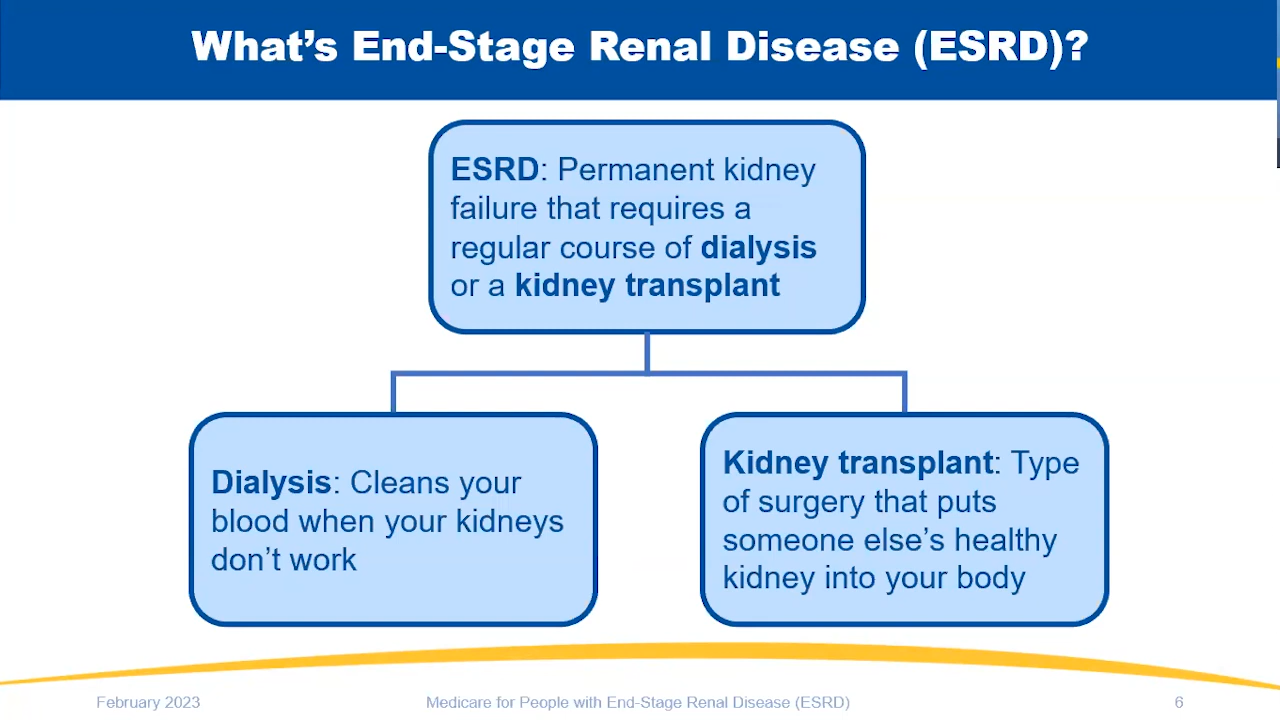 What’s End-Stage Renal Disease (ESRD)?
ESRD: Permanent kidney
failure that requires a
regular course of dialysis
or a kidney transplant
Dialysis: Cleans your
blood when your kidneys
don’t work
Kidney transplant: Type
of surgery that puts
someone else’s healthy
kidney into your body
February 2023
Medicare for People with End-Stage Renal Disease (ESRD)
6